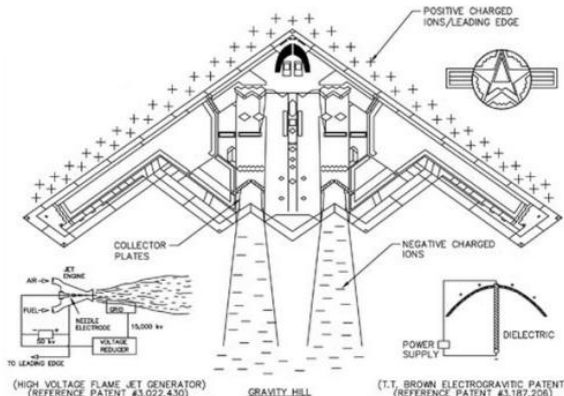 POSITIVE CHARGED
IONS/LEADING EDGE
COLLECTOR
PLATES
NEGATIVE CHARGED
IONS
JET
ENGINE
AIR
FUEL
NEEDLE
ELECTRODE
GRID
50 kv
15,000 kv
VOLTAGE
REDUCER
TO LEADING EDGE
(HIGH VOLTAGE FLAME JET GENERATOR)
(REFERENCE PATENT #3,022,430)
GRAVITY HILL
POWER
SUPPLY
DIELECTRIC
(T.T. BROWN ELECTROGRAVITIC PATENT)
(REFERENCE PATENT #3,187,206)